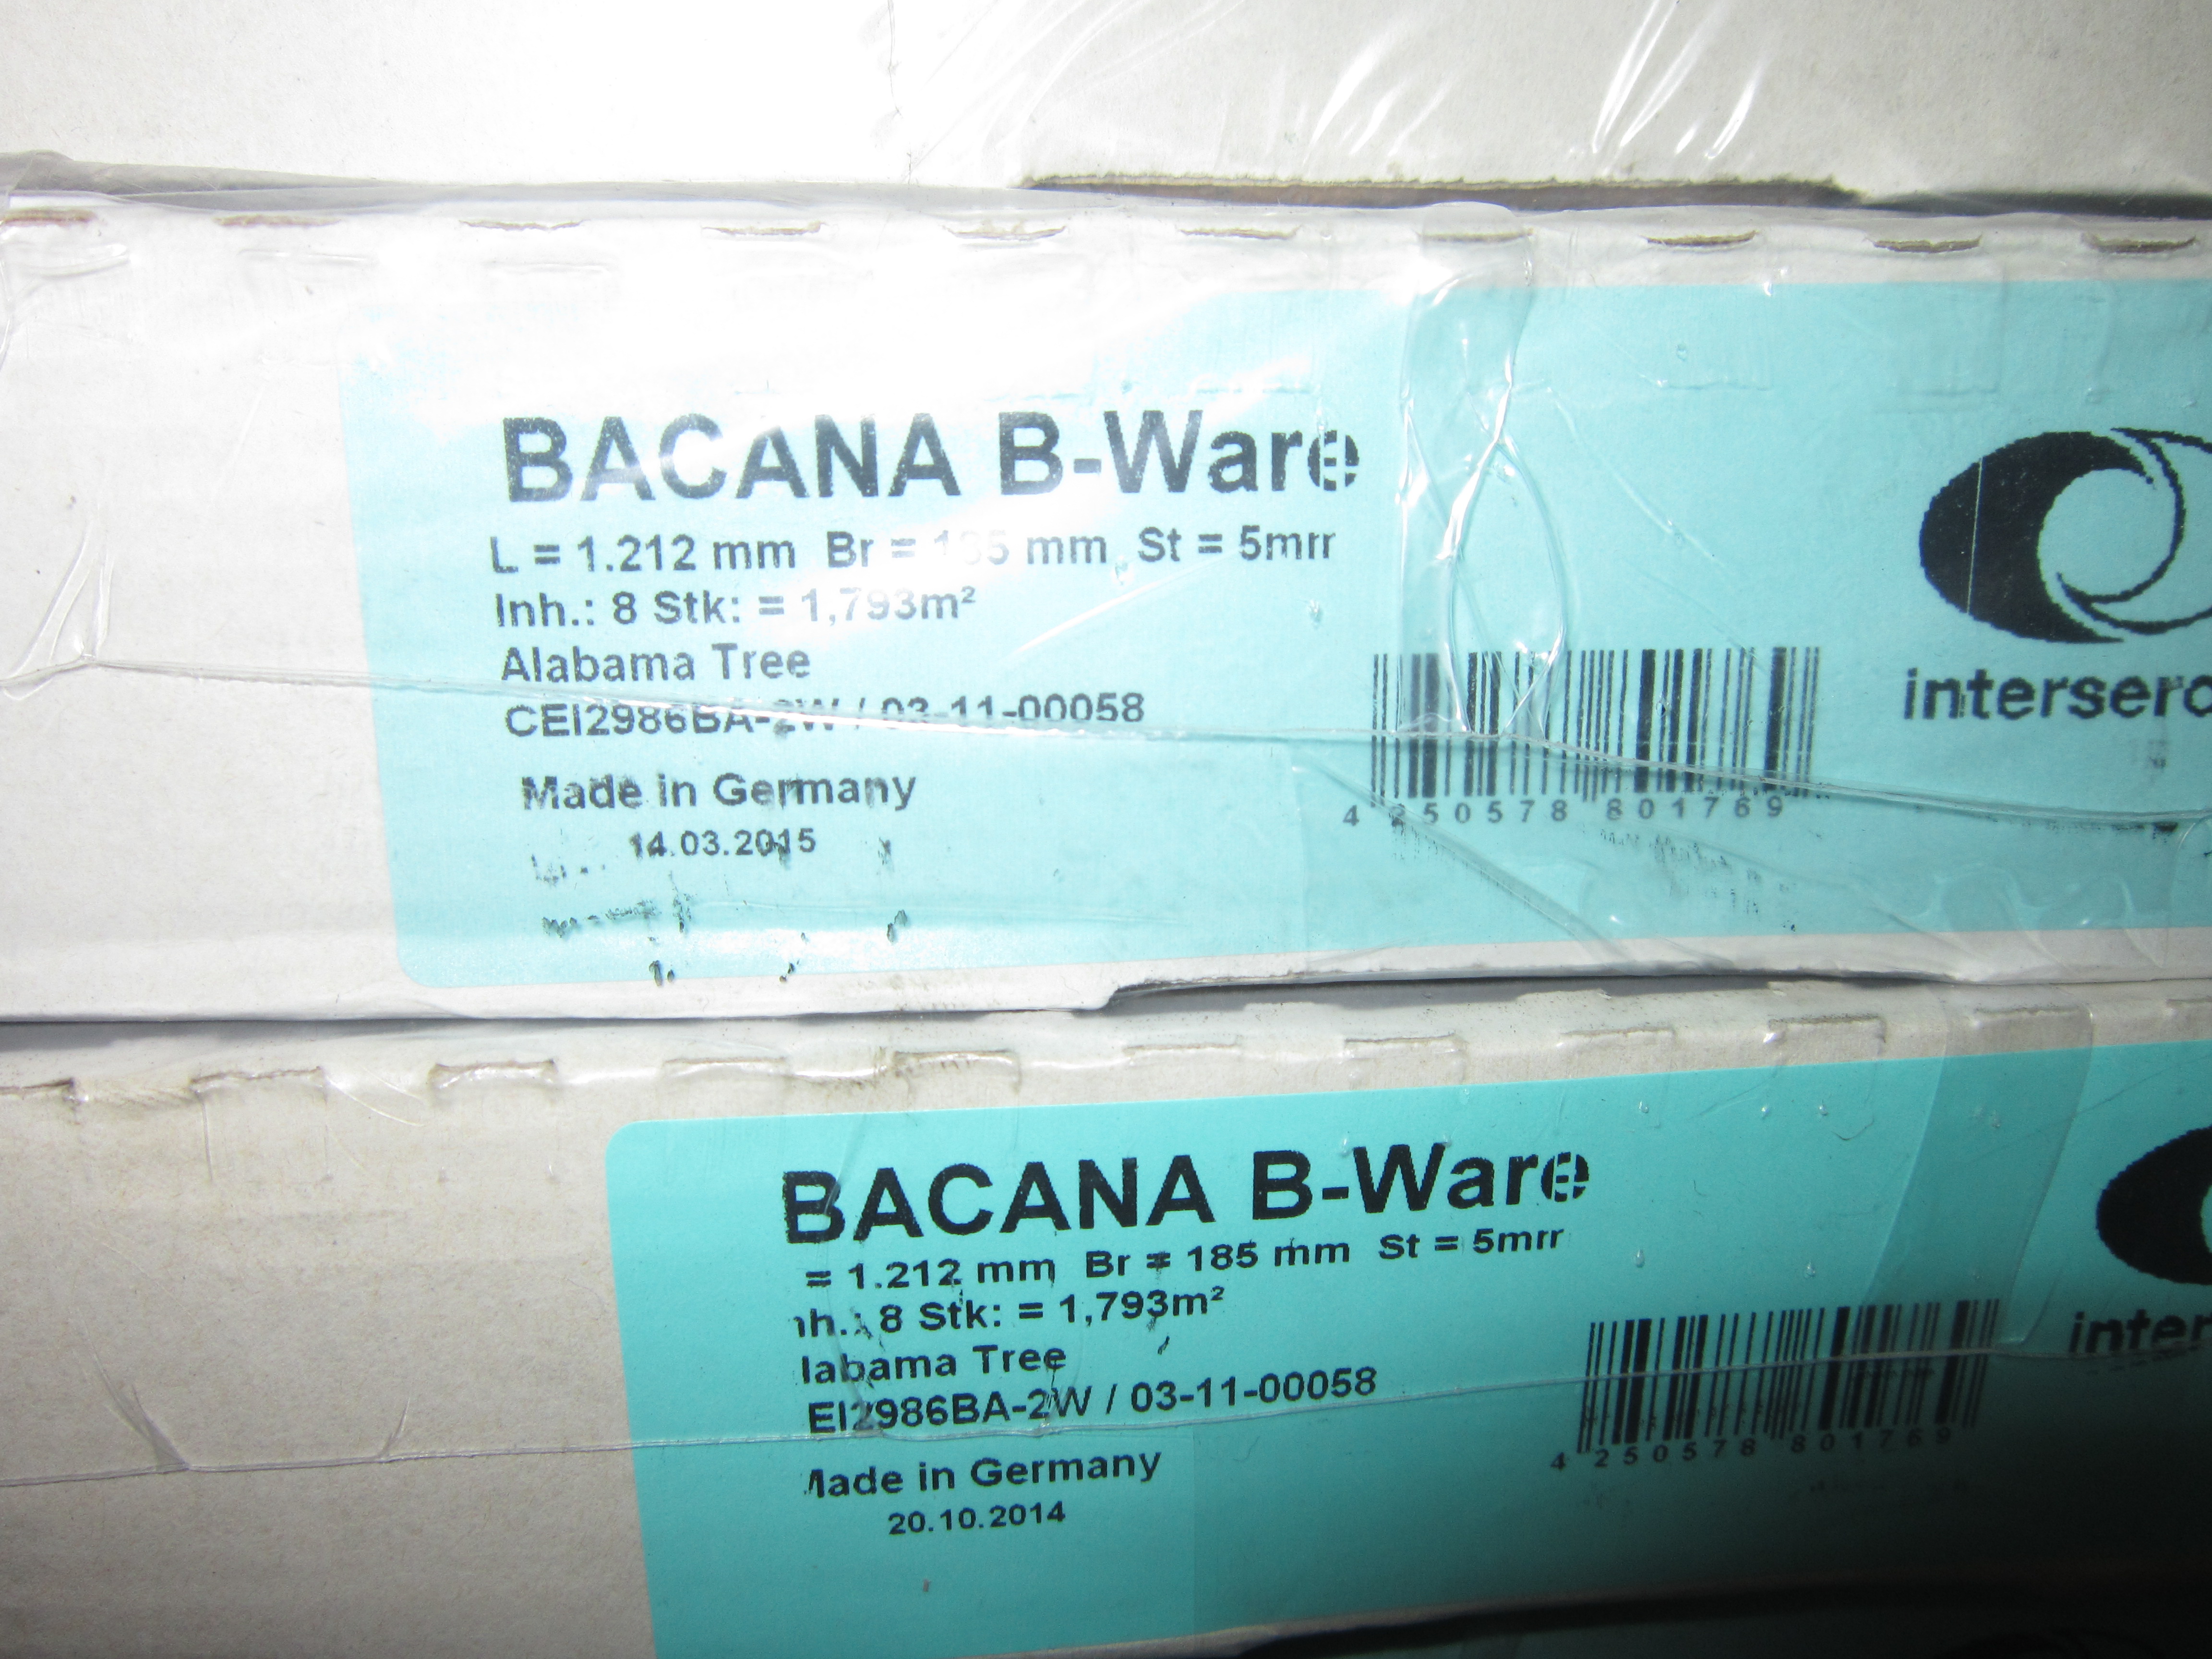 BACANA B-Ware
L = 1.212 mm Br = 185 mm St = 5mm
Inh.: 8 Stk: = 1,793m²
Alabama Tree
CEI2986BA-2W / 03-11-00058
Made in Germany
14.03.2015
4 250578 801769
BACANA B-Ware
= 1.212 mm Br = 185 mm St = 5mm
nh.: 8 Stk: = 1,793m²
labama Tree
EI2986BA-2W / 03-11-00058
Made in Germany
20.10.2014
4 250578 801769
inter